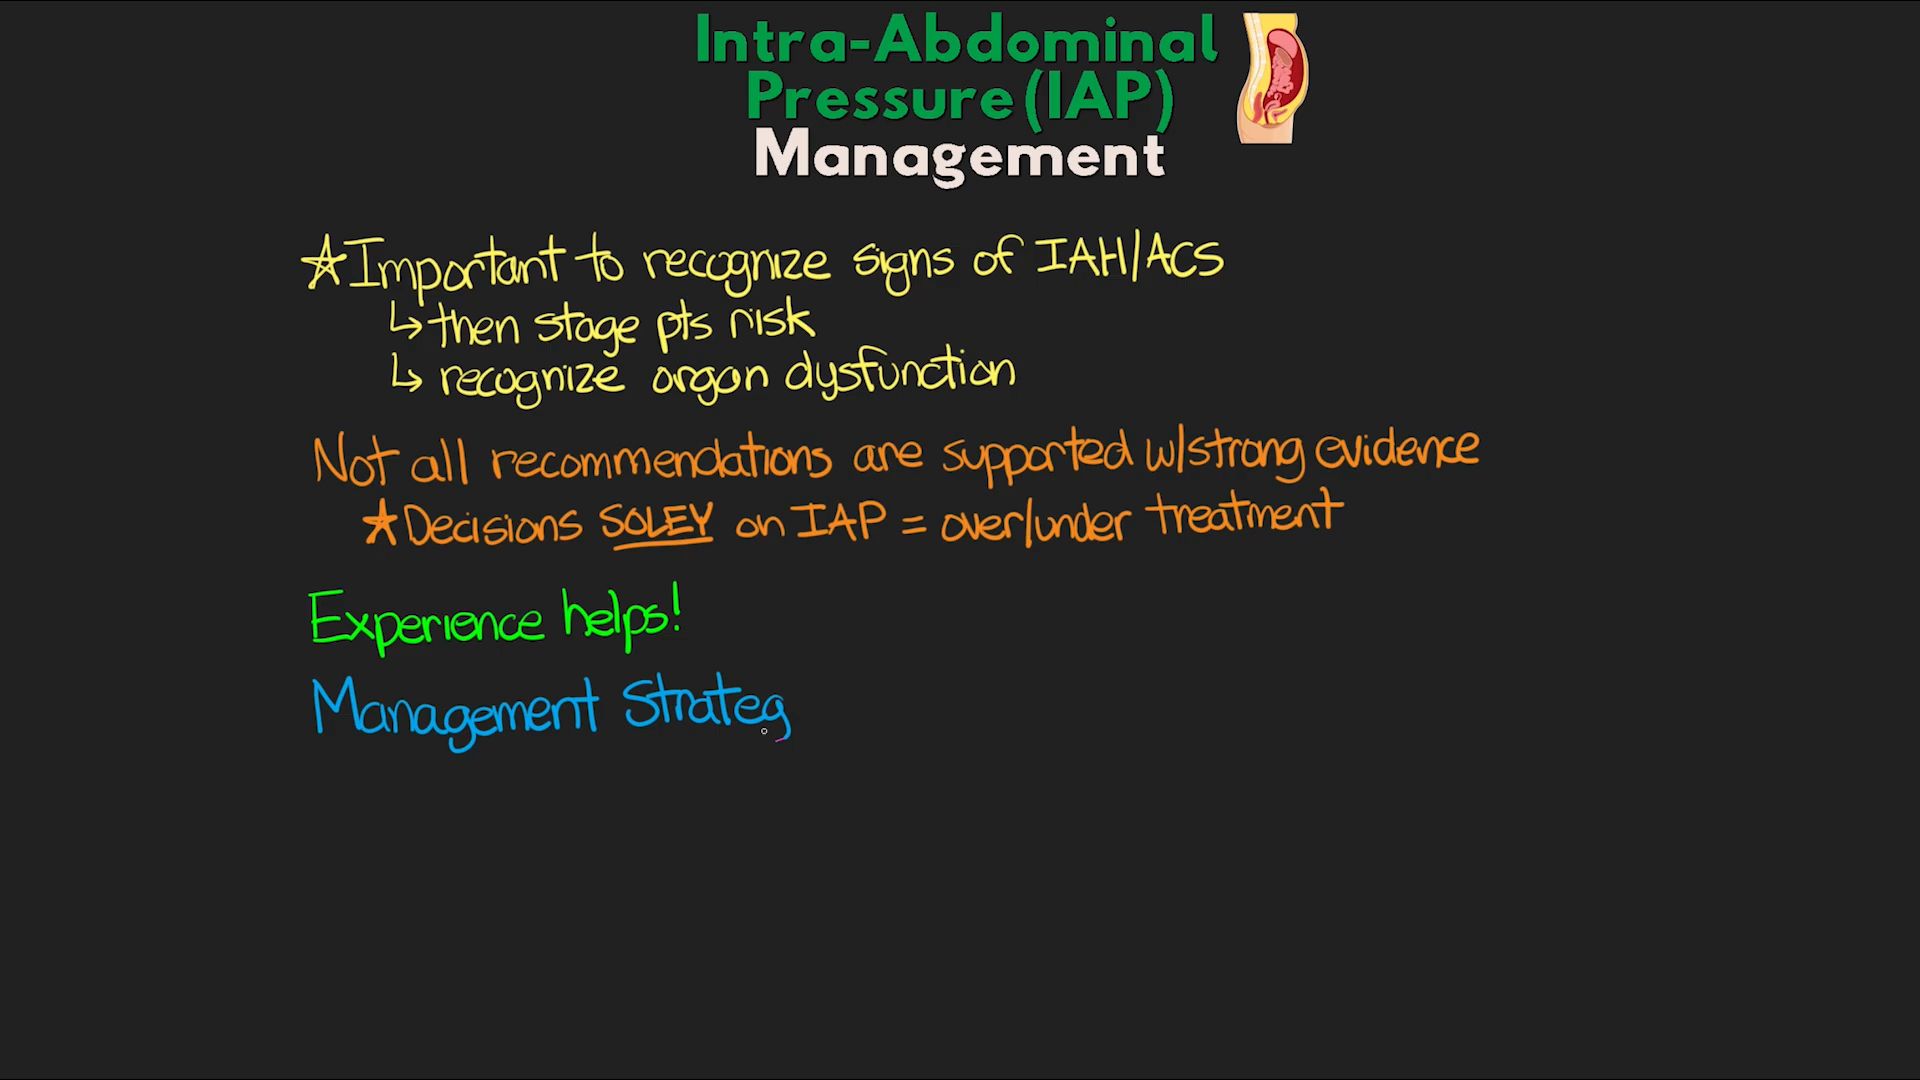 Intra-Abdominal
Pressure (IAP)
Management
☆Important to recognize signs of IAH/ACS
↳then stage pts risk
↳ recognize organ dysfunction
Not all recommendations are supported w/strong evidence
☆Decisions SOLEY on IAP = over/under treatment
Experience helps!
Management Strateg